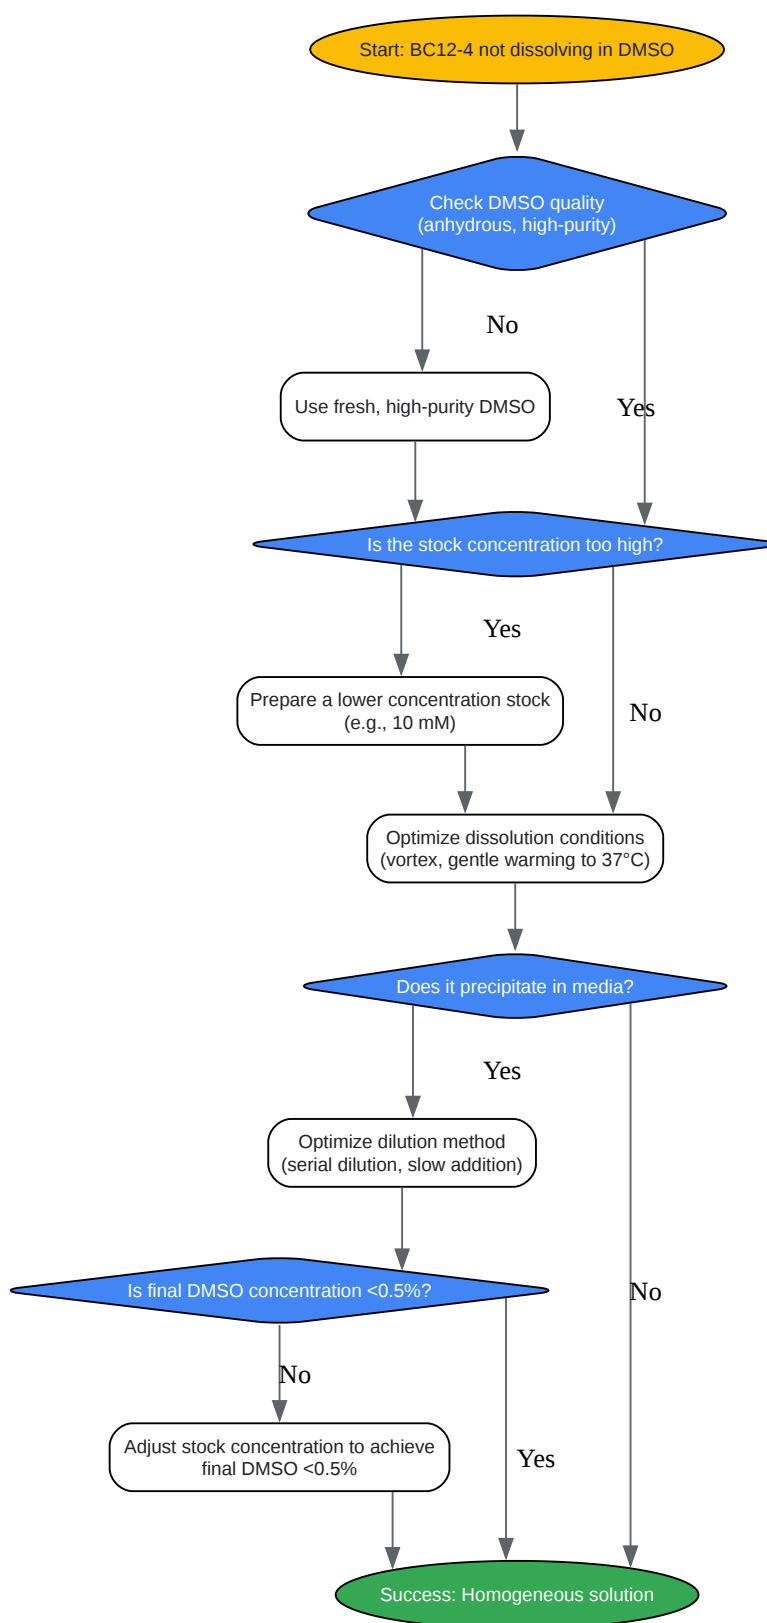 Start: BC12-4 not dissolving in DMSO
Check DMSO quality
(anhydrous, high-purity)
No
Use fresh, high-purity DMSO
Yes
Is the stock concentration too high?
Yes
Prepare a lower concentration stock
(e.g., 10 mM)
No
Optimize dissolution conditions
(vortex, gentle warming to 37°C)
Does it precipitate in media?
Yes
Optimize dilution method
(serial dilution, slow addition)
Is final DMSO concentration <0.5%?
No
No
Adjust stock concentration to achieve
final DMSO <0.5%
Yes
Success: Homogeneous solution